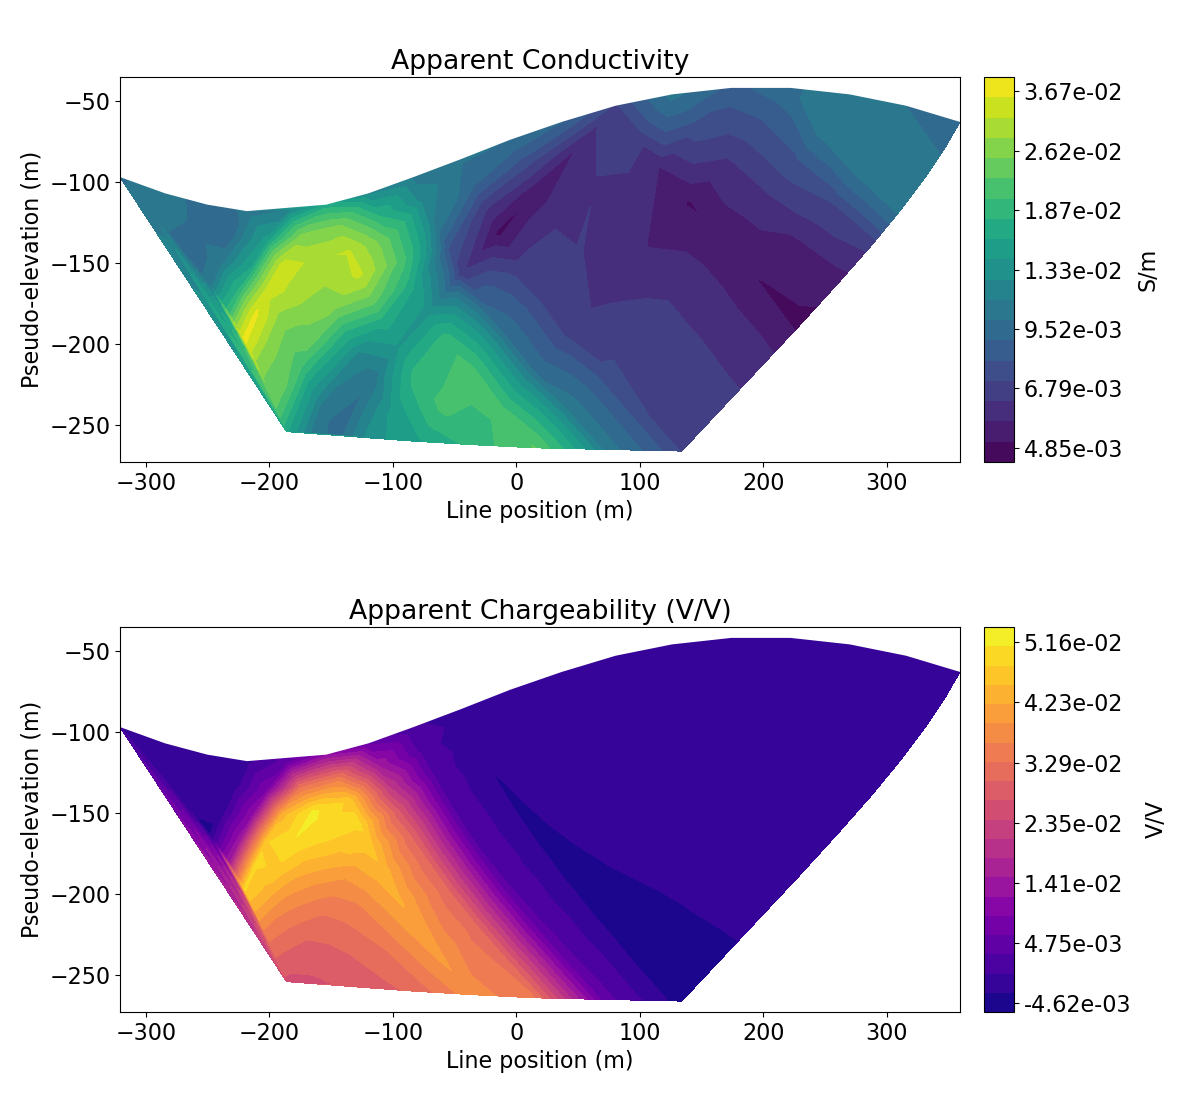 Apparent Conductivity
Pseudo-elevation (m)
−50
−100
−150
−200
−250
−300
−200
−100
0
100
200
300
Line position (m)
3.67e-02
2.62e-02
1.87e-02
1.33e-02
9.52e-03
6.79e-03
4.85e-03
S/m
Apparent Chargeability (V/V)
Pseudo-elevation (m)
−50
−100
−150
−200
−250
−300
−200
−100
0
100
200
300
Line position (m)
5.16e-02
4.23e-02
3.29e-02
2.35e-02
1.41e-02
4.75e-03
-4.62e-03
V/V